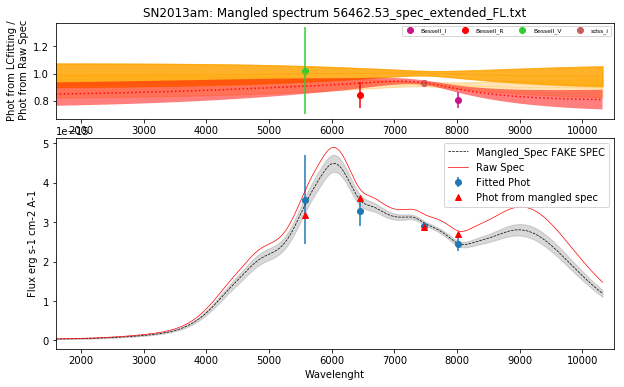 SN2013am: Mangled spectrum 56462.53_spec_extended_FL.txt
Phot from LCfitting /
Phot from Raw Spec
1.2
1.0
0.8
Bessell_I
Bessell_R
Bessell_V
sdss_i
2000 3000 4000 5000 6000 7000 8000 9000 10000
Flux erg s-1 cm-2 A-1
5
4
3
2
1
0
Mangled_Spec FAKE SPEC
Raw Spec
Fitted Phot
Phot from mangled spec
2000 3000 4000 5000 6000 7000 8000 9000 10000
Wavelenght